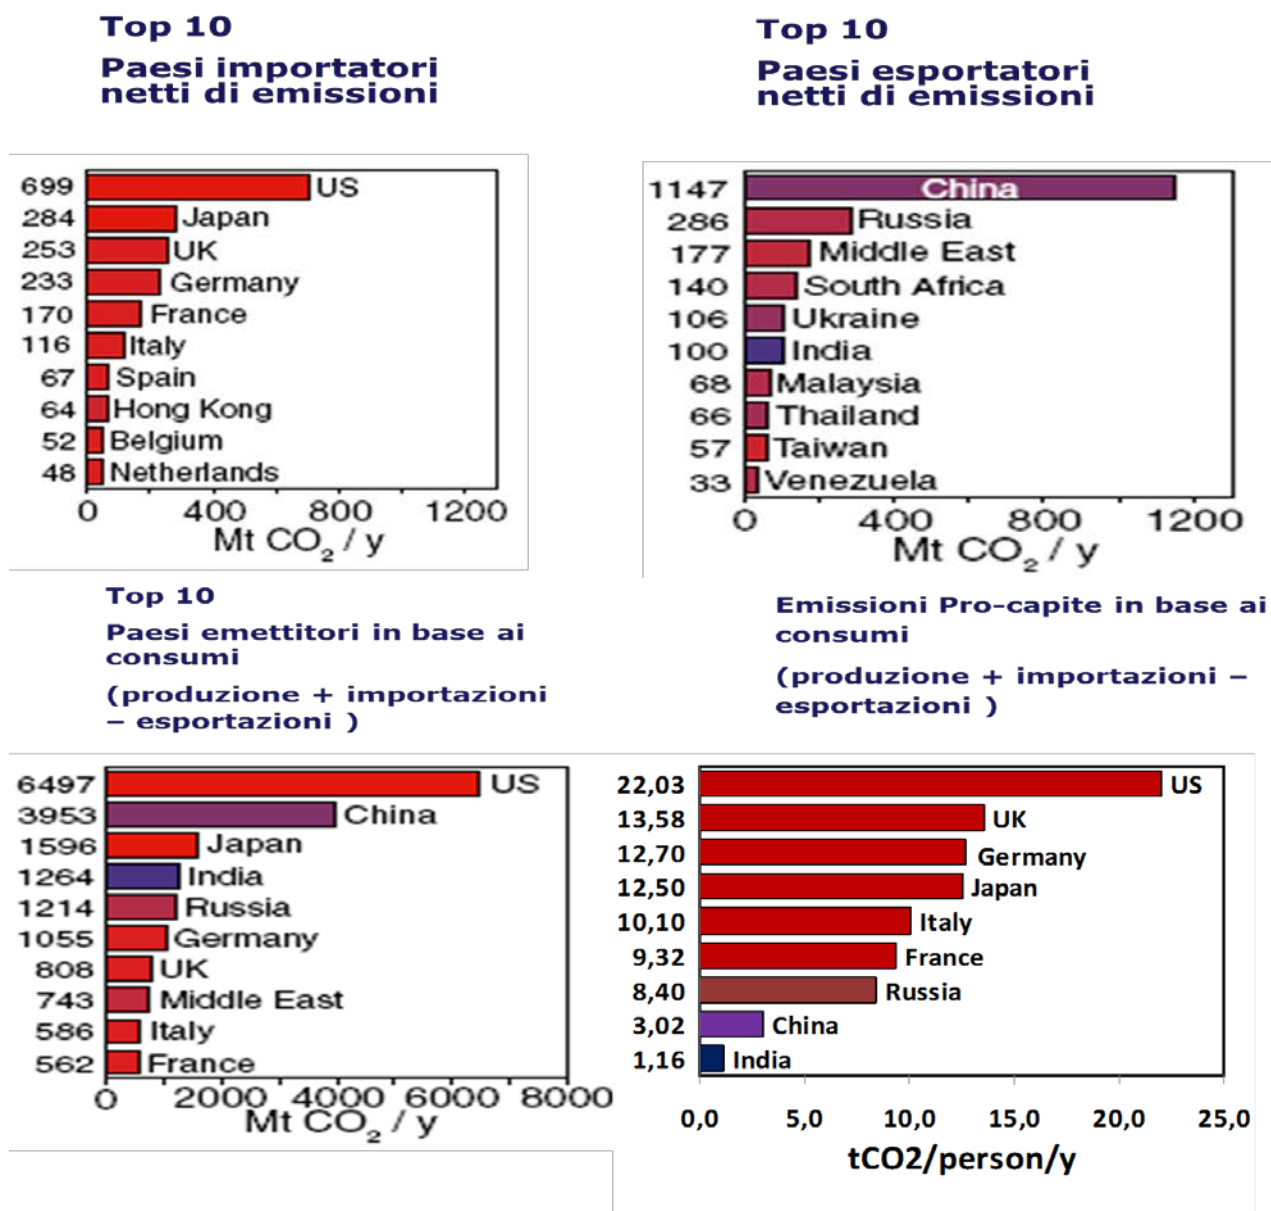 Top 10
Paesi importatori
netti di emissioni
699 US
284 Japan
253 UK
233 Germany
170 France
116 Italy
67 Spain
64 Hong Kong
52 Belgium
48 Netherlands
0 400 800 1200
Mt CO₂ / y
Top 10
Paesi esportatori
netti di emissioni
1147 China
286 Russia
177 Middle East
140 South Africa
106 Ukraine
100 India
68 Malaysia
66 Thailand
57 Taiwan
33 Venezuela
0 400 800 1200
Mt CO₂ / y
Top 10
Paesi emettitori in base ai
consumi
(produzione + importazioni
– esportazioni )
6497 US
3953 China
1596 Japan
1264 India
1214 Russia
1055 Germany
808 UK
743 Middle East
586 Italy
562 France
0 2000 4000 6000 8000
Mt CO₂ / y
Emissioni Pro-capite in base ai
consumi
(produzione + importazioni –
esportazioni )
22,03 US
13,58 UK
12,70 Germany
12,50 Japan
10,10 Italy
9,32 France
8,40 Russia
3,02 China
1,16 India
0,0 5,0 10,0 15,0 20,0 25,0
tCO2/person/y